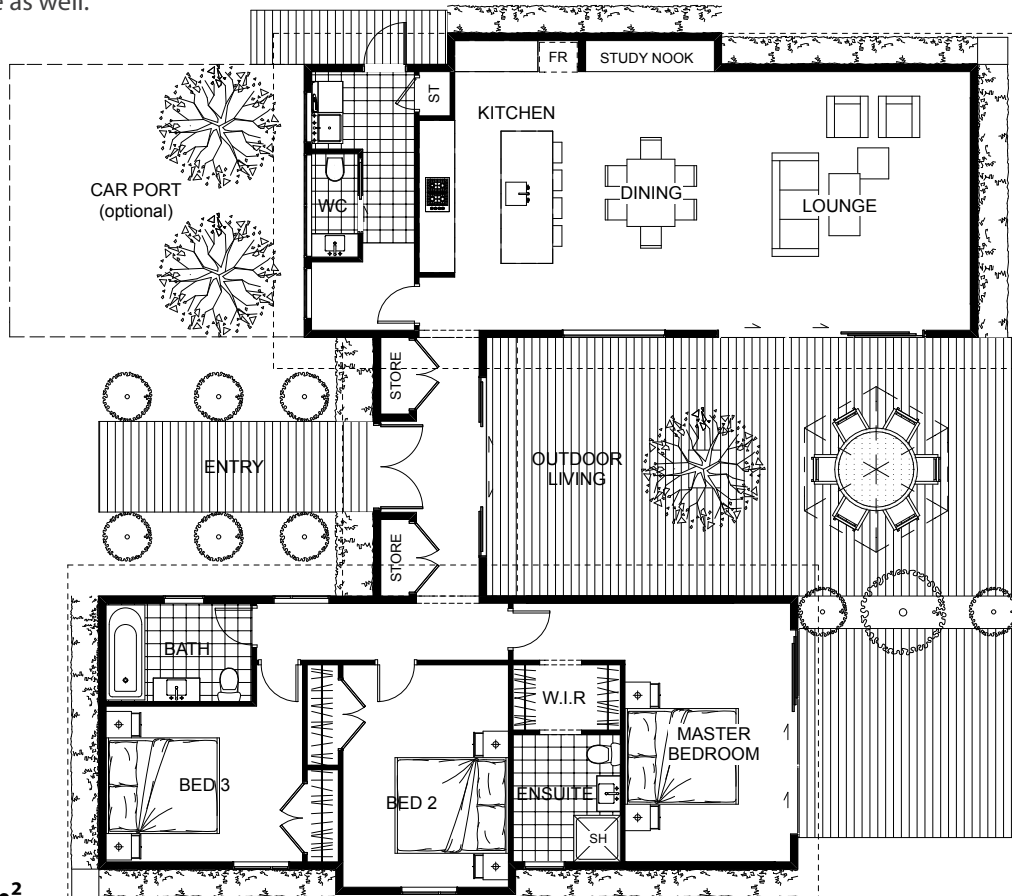 e as well.
FR
STUDY NOOK
ST
KITCHEN
CAR PORT
(optional)
WC
DINING
LOUNGE
STORE
ENTRY
OUTDOOR
LIVING
STORE
BATH
W.I.R
MASTER
BEDROOM
BED 3
BED 2
ENSUITE
SH